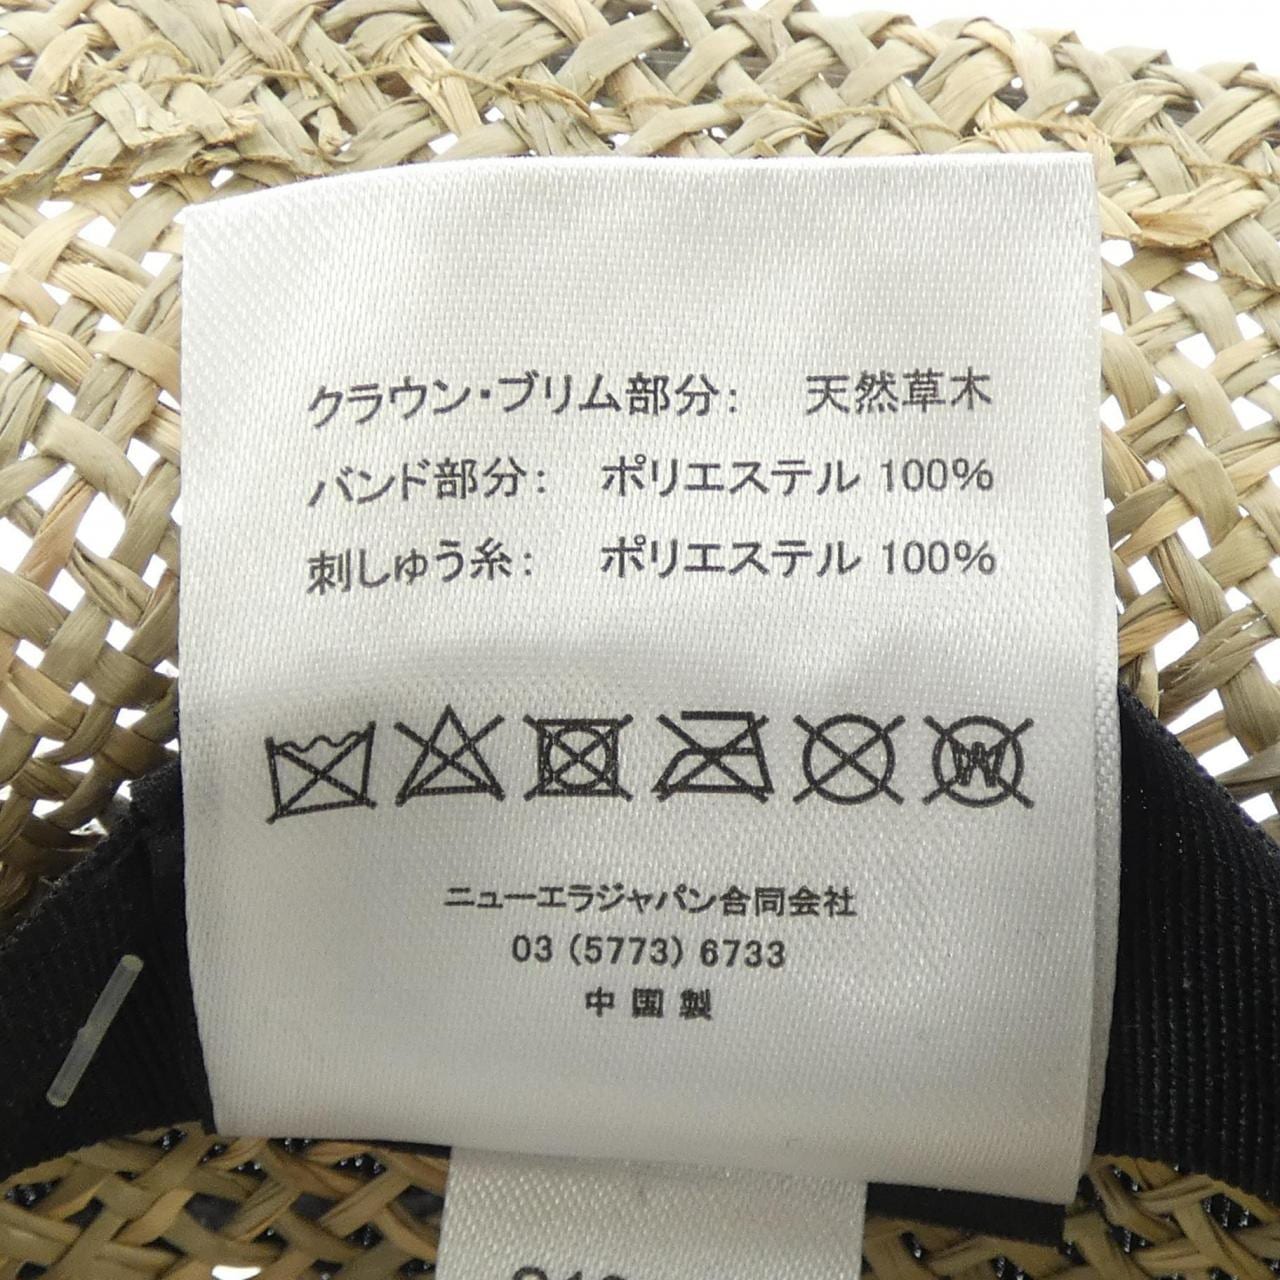 クラウン・ブリム部分： 天然草木
バンド部分： ポリエステル 100%
刺しゅう糸： ポリエステル 100%
W
ニューエラジャパン合同会社
03 (5773) 6733
中国製